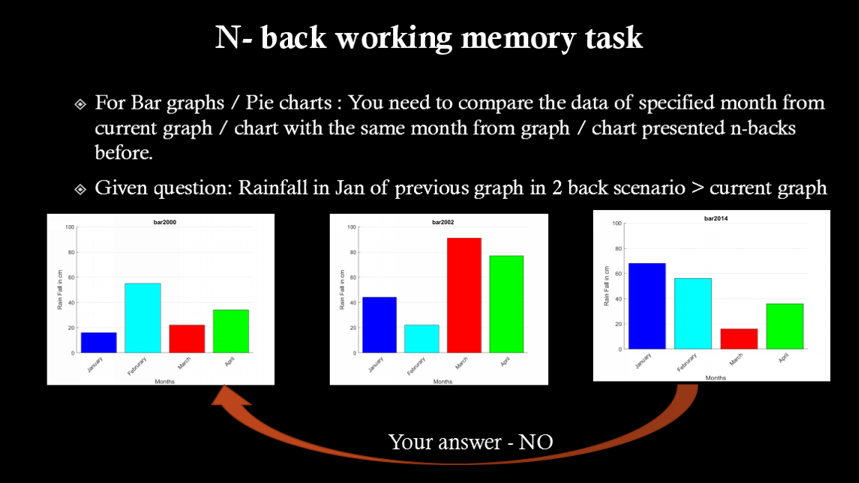 N- back working memory task
For Bar graphs / Pie charts : You need to compare the data of specified month from
current graph / chart with the same month from graph / chart presented n-backs
before.
Given question: Rainfall in Jan of previous graph in 2 back scenario > current graph
bar2000
100
80
60
40
20
0
Rain Fall in cm
January
Februrary
March
April
Months
bar2002
100
80
60
40
20
0
Rain Fall in cm
January
Februrary
March
April
Months
bar2014
100
80
60
40
20
0
Rain Fall in cm
January
Februrary
March
April
Months
Your answer - NO